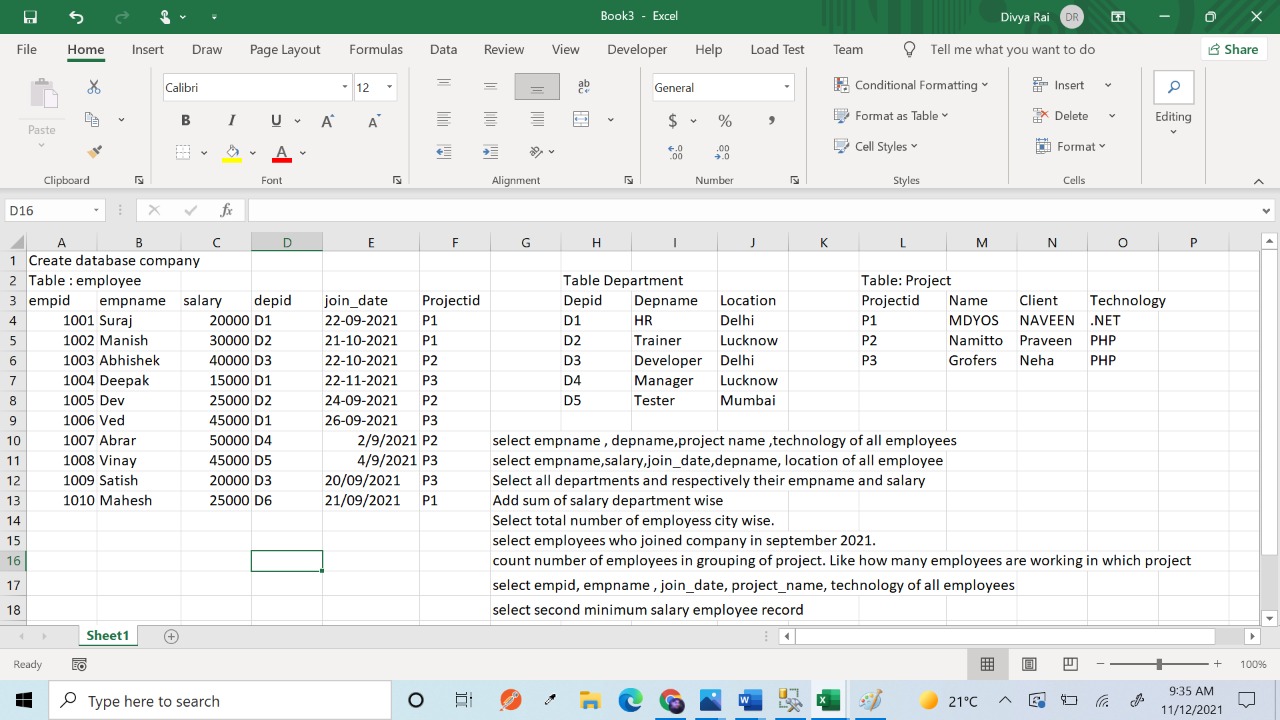 Book3 - Excel
Divya Rai DR
File Home Insert Draw Page Layout Formulas Data Review View Developer Help Load Test Team Tell me what you want to do Share
Paste
Calibri 12
B I U A A A
ab
General
$ % ,
Conditional Formatting
Format as Table
Cell Styles
Insert
Delete
Format
Editing
Clipboard Font Alignment Number Styles Cells
D16 fx
A B C D E F G H I J K L M N O P
1 Create database company
2 Table : employee Table Department Table: Project
3 empid empname salary depid join_date Projectid Depid Depname Location Projectid Name Client Technology
4 1001 Suraj 20000 D1 22-09-2021 P1 D1 HR Delhi P1 MDYOS NAVEEN .NET
5 1002 Manish 30000 D2 21-10-2021 P1 D2 Trainer Lucknow P2 Namitto Praveen PHP
6 1003 Abhishek 40000 D3 22-10-2021 P2 D3 Developer Delhi P3 Grofers Neha PHP
7 1004 Deepak 15000 D1 22-11-2021 P3 D4 Manager Lucknow
8 1005 Dev 25000 D2 24-09-2021 P2 D5 Tester Mumbai
9 1006 Ved 45000 D1 26-09-2021 P3
10 1007 Abrar 50000 D4 2/9/2021 P2 select empname , depname,project name ,technology of all employees
11 1008 Vinay 45000 D5 4/9/2021 P3 select empname,salary,join_date,depname, location of all employee
12 1009 Satish 20000 D3 20/09/2021 P3 Select all departments and respectively their empname and salary
13 1010 Mahesh 25000 D6 21/09/2021 P1 Add sum of salary department wise
14 Select total number of employess city wise.
15 select employees who joined company in september 2021.
16 count number of employees in grouping of project. Like how many employees are working in which project
17 select empid, empname , join_date, project_name, technology of all employees
18 select second minimum salary employee record
Sheet1
Ready 100%
Type here to search
21°C
9:35 AM
11/12/2021